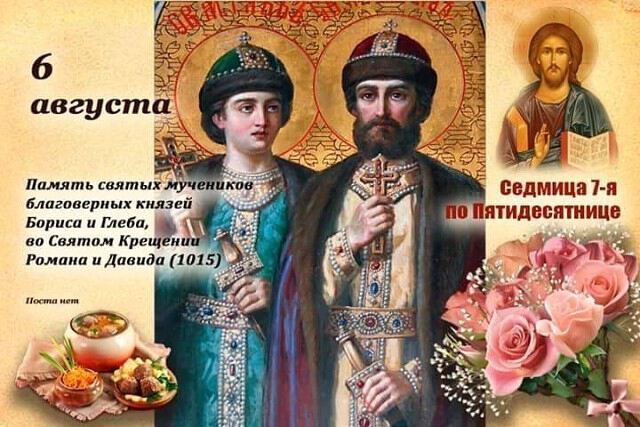 6
августа
Память святых мучеников
благоверных князей
Бориса и Глеба,
во Святом Крещении
Романа и Давида (1015)
Поста нет
Седмица 7-я
по Пятидесятнице